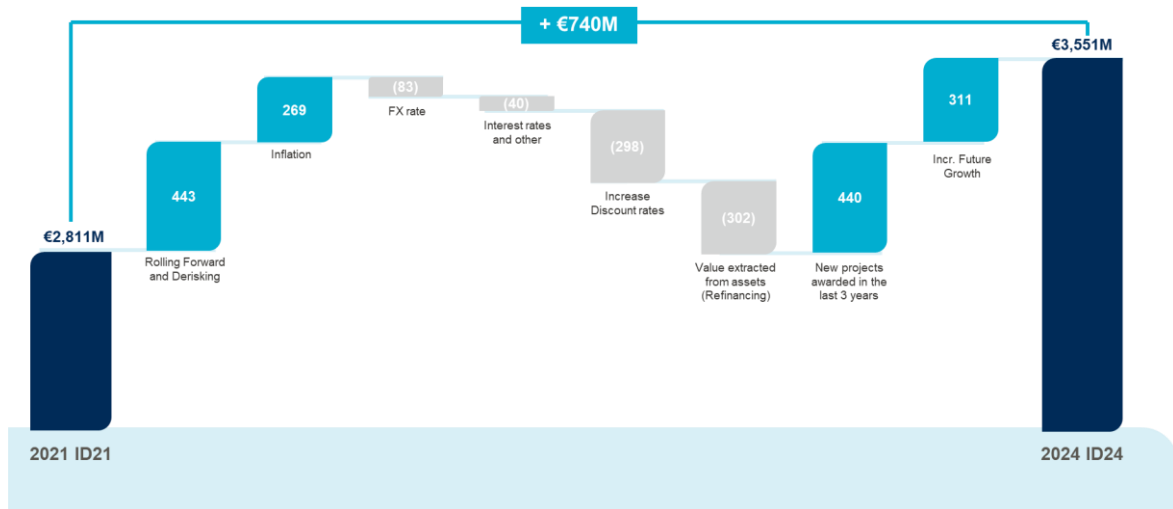 + €740M
€3,551M
(83)
FX rate
269
Inflation
(40)
Interest rates
and other
311
Incr. Future
Growth
(298)
Increase
Discount rates
443
Rolling Forward
and Derisking
(302)
Value extracted
from assets
(Refinancing)
440
New projects
awarded in the
last 3 years
€2,811M
2021 ID21
2024 ID24